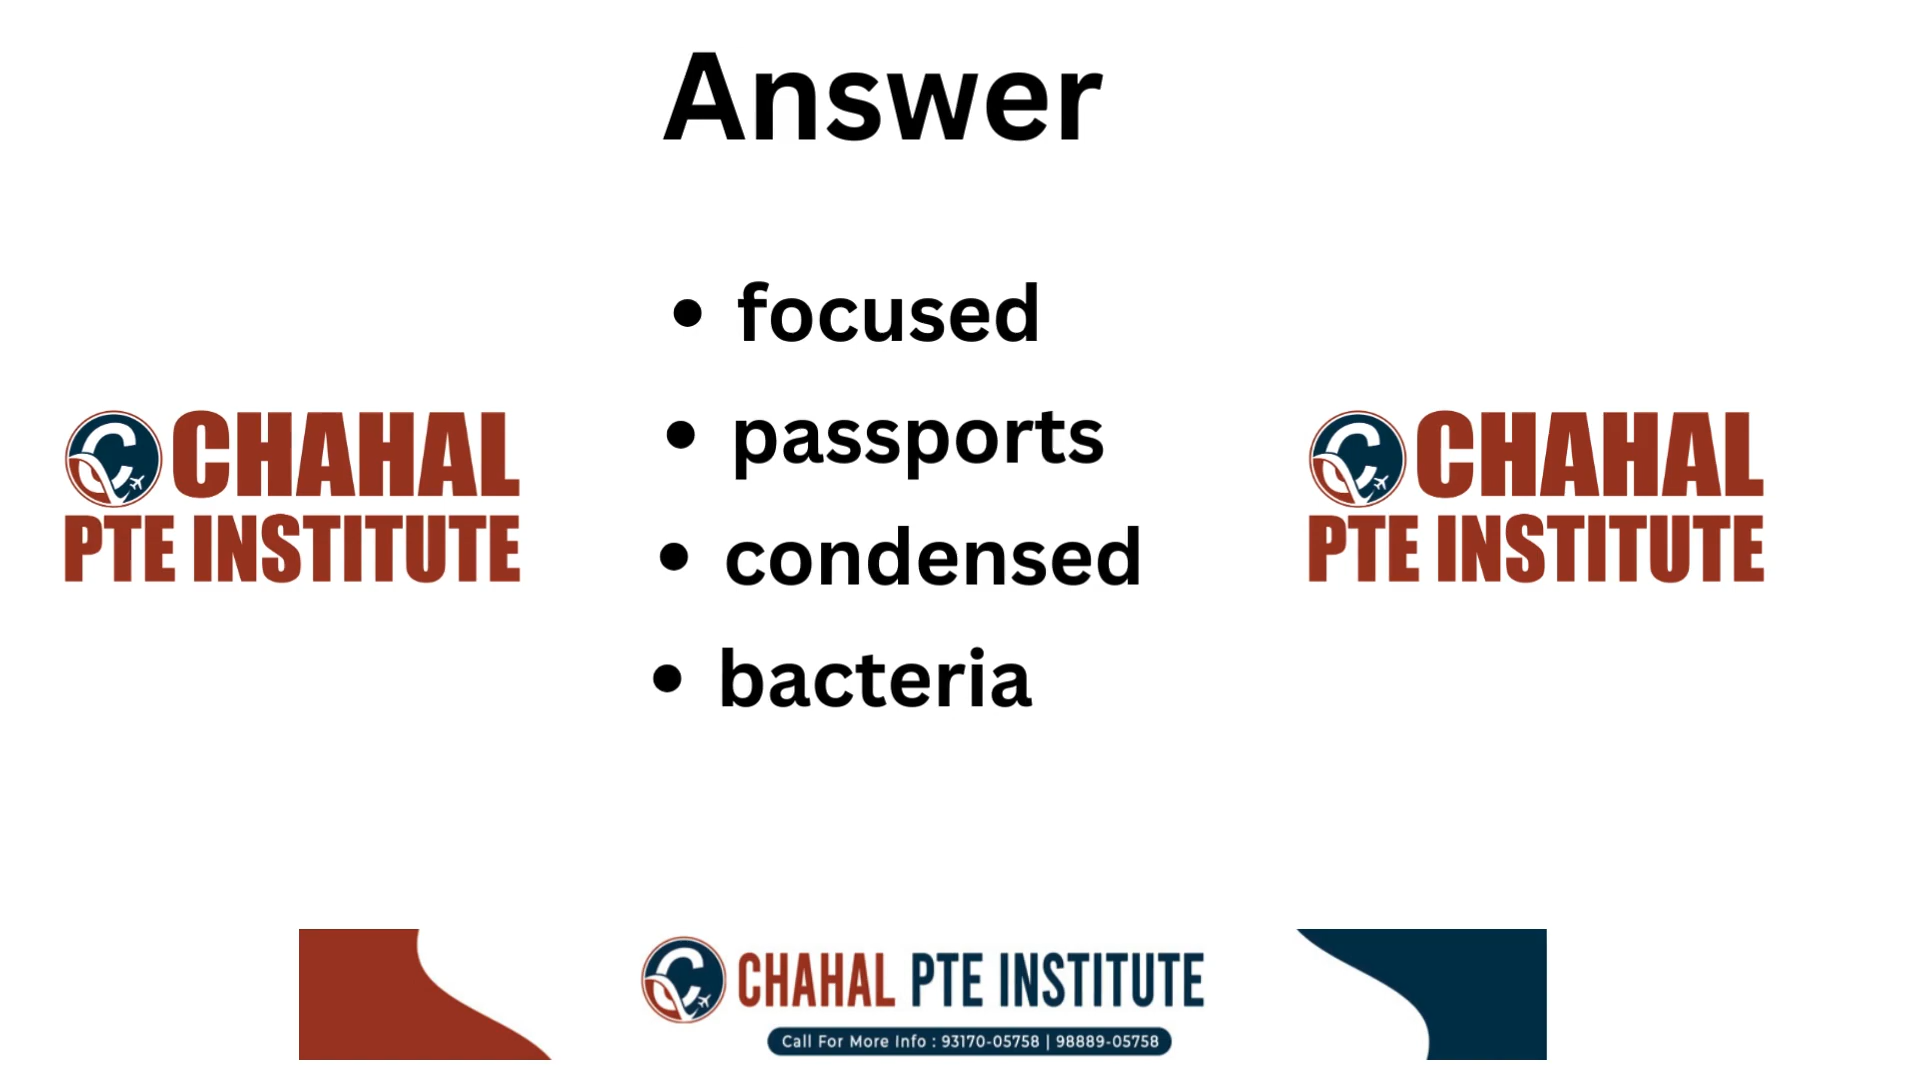 Answer
• focused
• passports
• condensed
• bacteria
CHAHAL
PTE INSTITUTE
CHAHAL
PTE INSTITUTE
CHAHAL PTE INSTITUTE
Call For More Info : 93170-05758 | 98889-05758